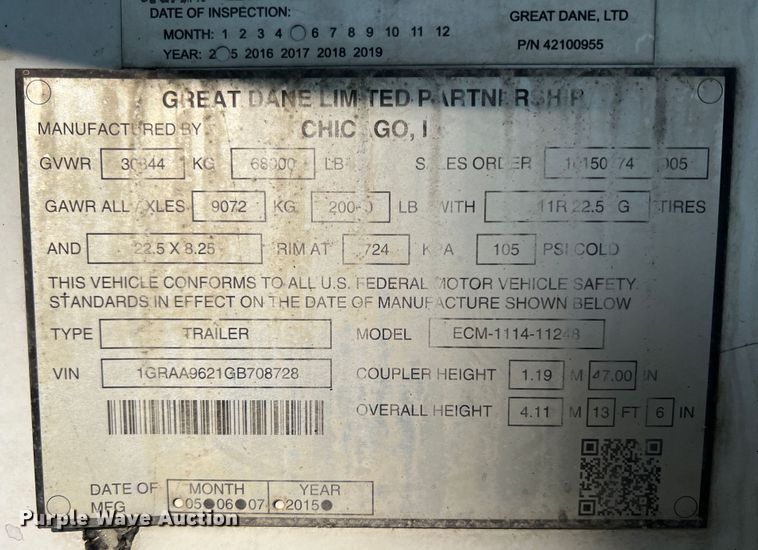 DATE OF INSPECTION: GREAT DANE, LTD
MONTH: 1 2 3 4 6 7 8 9 10 11 12
YEAR: 2 5 2016 2017 2018 2019 P/N 42100955
GREAT DANE LIMITED PARTNERSHIP
MANUFACTURED BY CHICAGO, I
GVWR KG 68000 LB SALES ORDER
GAWR ALL AXLES 9072 KG LB WITH 11R 22.5 G TIRES
AND 22.5 X 8.25 RIM AT 724 KPA 105 PSI COLD
THIS VEHICLE CONFORMS TO ALL U.S. FEDERAL MOTOR VEHICLE SAFETY
STANDARDS IN EFFECT ON THE DATE OF MANUFACTURE SHOWN BELOW
TYPE TRAILER MODEL ECM-1114-11248
VIN 1GRAA9621GB708728 COUPLER HEIGHT 1.19 M 47.00 IN
OVERALL HEIGHT 4.11 M 13 FT 6 IN
DATE OF MFG MONTH YEAR
05 06 07 2015
Purple Wave Auction